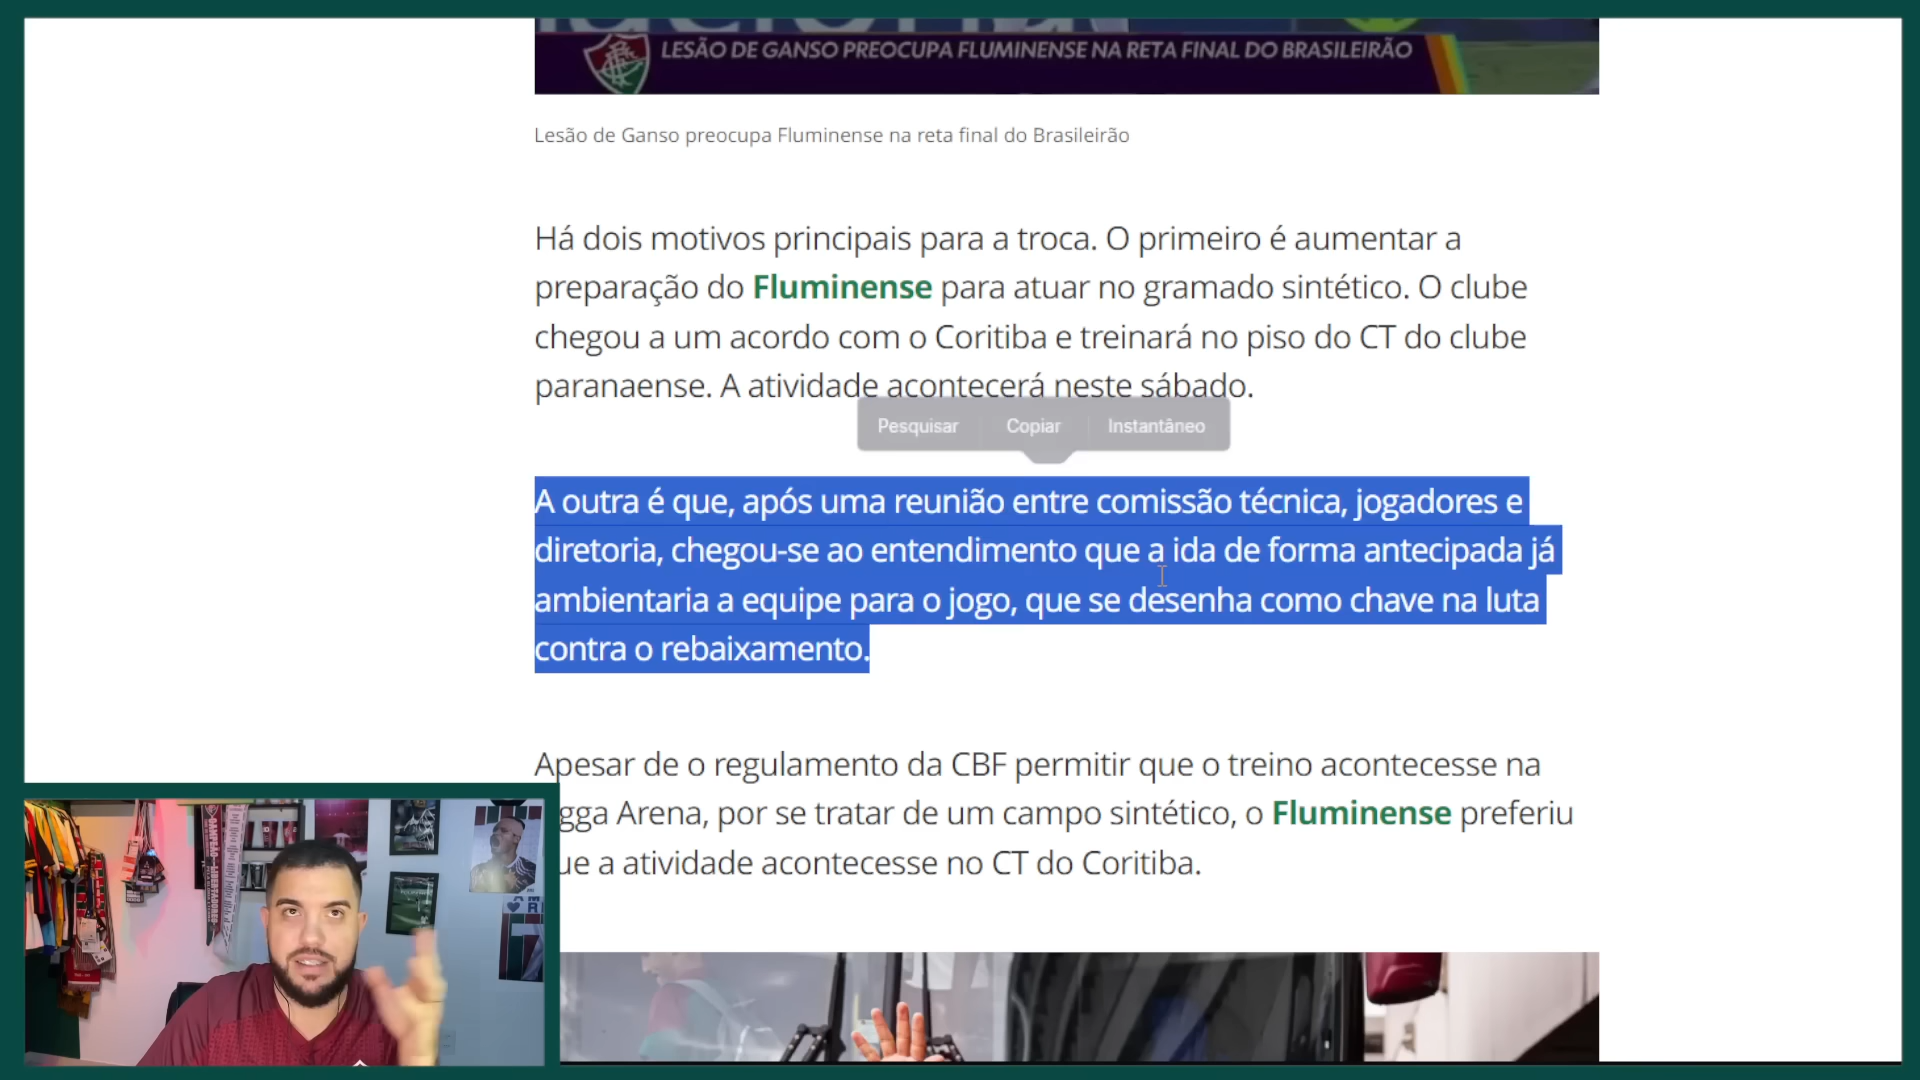 LESÃO DE GANSO PREOCUPA FLUMINENSE NA RETA FINAL DO BRASILEIRÃO
Lesão de Ganso preocupa Fluminense na reta final do Brasileirão
Há dois motivos principais para a troca. O primeiro é aumentar a
preparação do Fluminense para atuar no gramado sintético. O clube
chegou a um acordo com o Coritiba e treinará no piso do CT do clube
paranaense. A atividade acontecerá neste sábado.
Pesquisar Copiar Instantâneo
A outra é que, após uma reunião entre comissão técnica, jogadores e
diretoria, chegou-se ao entendimento que a ida de forma antecipada já
ambientaria a equipe para o jogo, que se desenha como chave na luta
contra o rebaixamento.
Apesar de o regulamento da CBF permitir que o treino acontecesse na
gga Arena, por se tratar de um campo sintético, o Fluminense preferiu
ue a atividade acontecesse no CT do Coritiba.